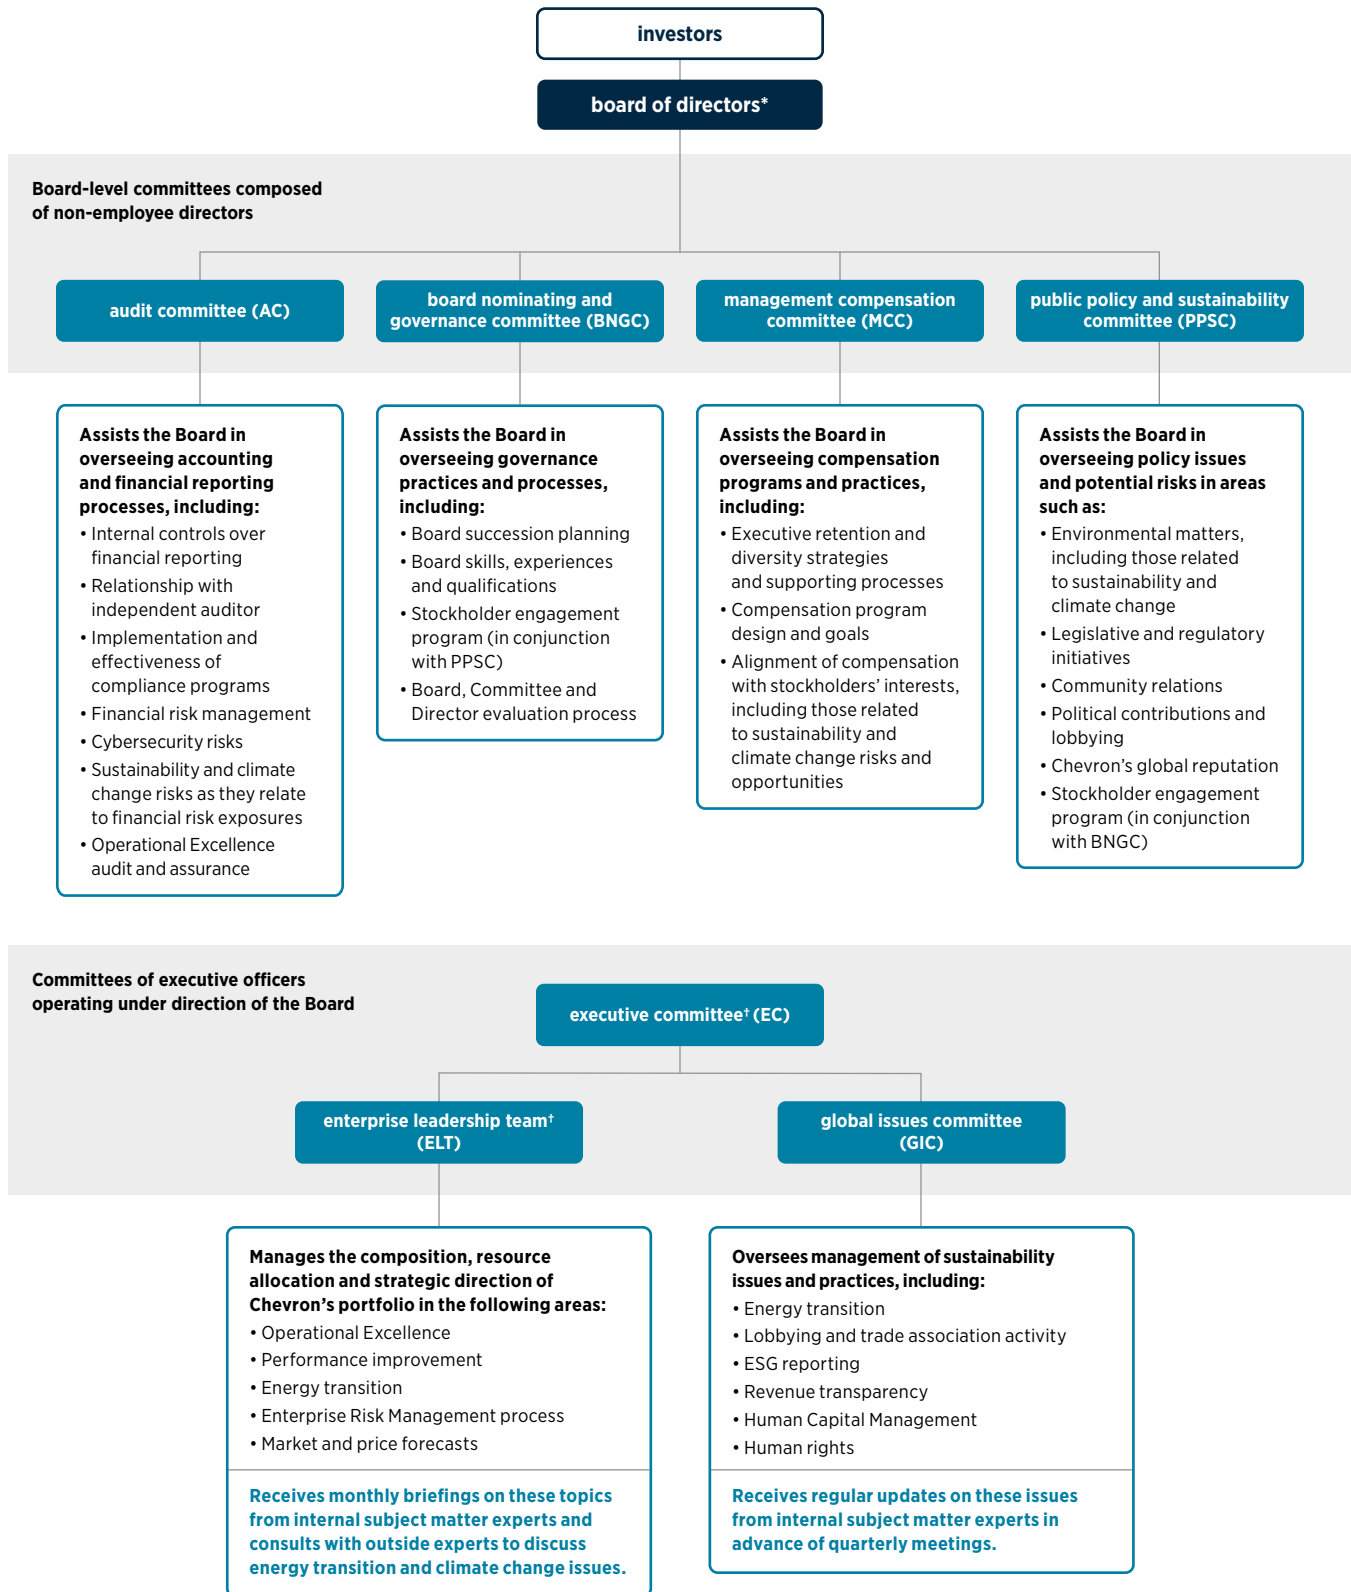 investors
board of directors*
Board-level committees composed
of non-employee directors
audit committee (AC)
board nominating and
governance committee (BNGC)
management compensation
committee (MCC)
public policy and sustainability
committee (PPSC)
Assists the Board in
overseeing accounting
and financial reporting
processes, including:
• Internal controls over
financial reporting
• Relationship with
independent auditor
• Implementation and
effectiveness of
compliance programs
• Financial risk management
• Cybersecurity risks
• Sustainability and climate
change risks as they relate
to financial risk exposures
• Operational Excellence
audit and assurance
Assists the Board in
overseeing governance
practices and processes,
including:
• Board succession planning
• Board skills, experiences
and qualifications
• Stockholder engagement
program (in conjunction
with PPSC)
• Board, Committee and
Director evaluation process
Assists the Board in
overseeing compensation
programs and practices,
including:
• Executive retention and
diversity strategies
and supporting processes
• Compensation program
design and goals
• Alignment of compensation
with stockholders’ interests,
including those related
to sustainability and
climate change risks and
opportunities
Assists the Board in
overseeing policy issues
and potential risks in areas
such as:
• Environmental matters,
including those related
to sustainability and
climate change
• Legislative and regulatory
initiatives
• Community relations
• Political contributions and
lobbying
• Chevron’s global reputation
• Stockholder engagement
program (in conjunction
with BNGC)
Committees of executive officers
operating under direction of the Board
executive committee† (EC)
enterprise leadership team†
(ELT)
global issues committee
(GIC)
Manages the composition, resource
allocation and strategic direction of
Chevron’s portfolio in the following areas:
• Operational Excellence
• Performance improvement
• Energy transition
• Enterprise Risk Management process
• Market and price forecasts
Receives monthly briefings on these topics
from internal subject matter experts and
consults with outside experts to discuss
energy transition and climate change issues.
Oversees management of sustainability
issues and practices, including:
• Energy transition
• Lobbying and trade association activity
• ESG reporting
• Revenue transparency
• Human Capital Management
• Human rights
Receives regular updates on these issues
from internal subject matter experts in
advance of quarterly meetings.